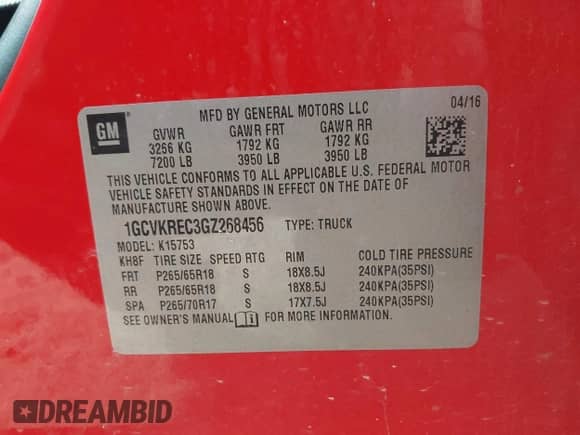 MFD BY GENERAL MOTORS LLC 04/16
GM
GVWR GAWR FRT GAWR RR
3266 KG 1792 KG 1792 KG
7200 LB 3950 LB 3950 LB
THIS VEHICLE CONFORMS TO ALL APPLICABLE U.S. FEDERAL MOTOR
VEHICLE SAFETY STANDARDS IN EFFECT ON THE DATE OF
MANUFACTURE SHOWN ABOVE.
1GCVKREC3GZ268456 TYPE: TRUCK
MODEL: K15753
KH8F TIRE SIZE SPEED RTG RIM COLD TIRE PRESSURE
FRT P265/65R18 S 18X8.5J 240KPA(35PSI)
RR P265/65R18 S 18X8.5J 240KPA(35PSI)
SPA P265/70R17 S 17X7.5J 240KPA(35PSI)
SEE OWNER'S MANUAL FOR MORE INFORMATION.
DREAMBID